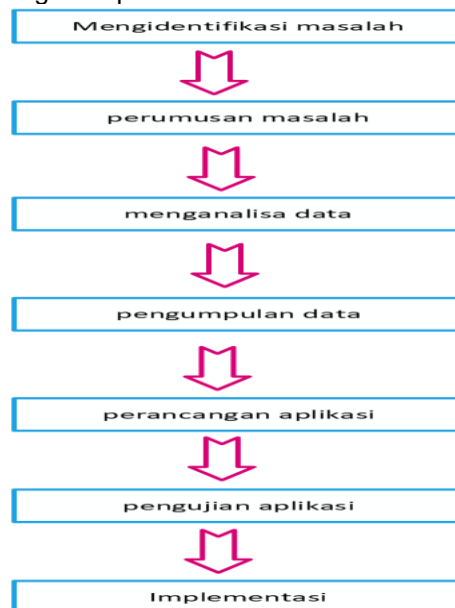 Mengidentifikasi masalah
perumusan masalah
menganalisa data
pengumpulan data
perancangan aplikasi
pengujian aplikasi
Implementasi